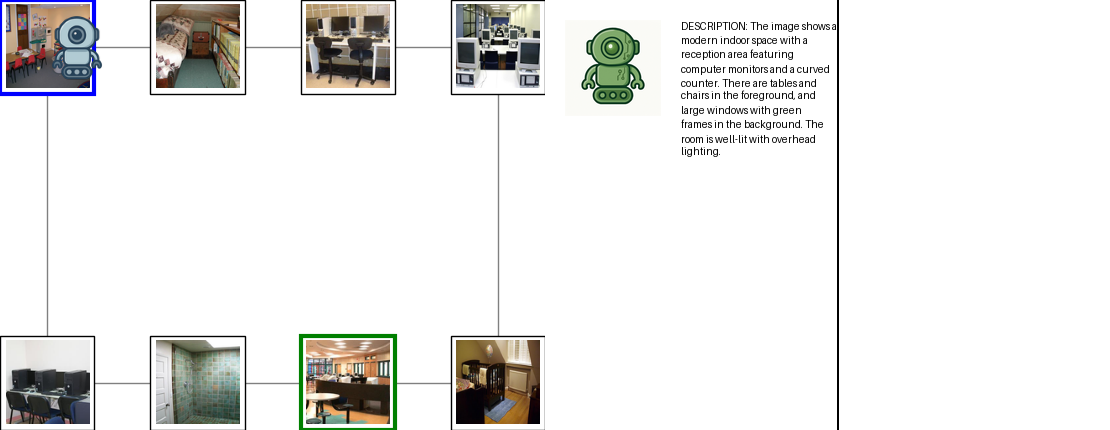 DESCRIPTION: The image shows a
modern indoor space with a
reception area featuring
computer monitors and a curved
counter. There are tables and
chairs in the foreground, and
large windows with green
frames in the background. The
room is well-lit with overhead
lighting.